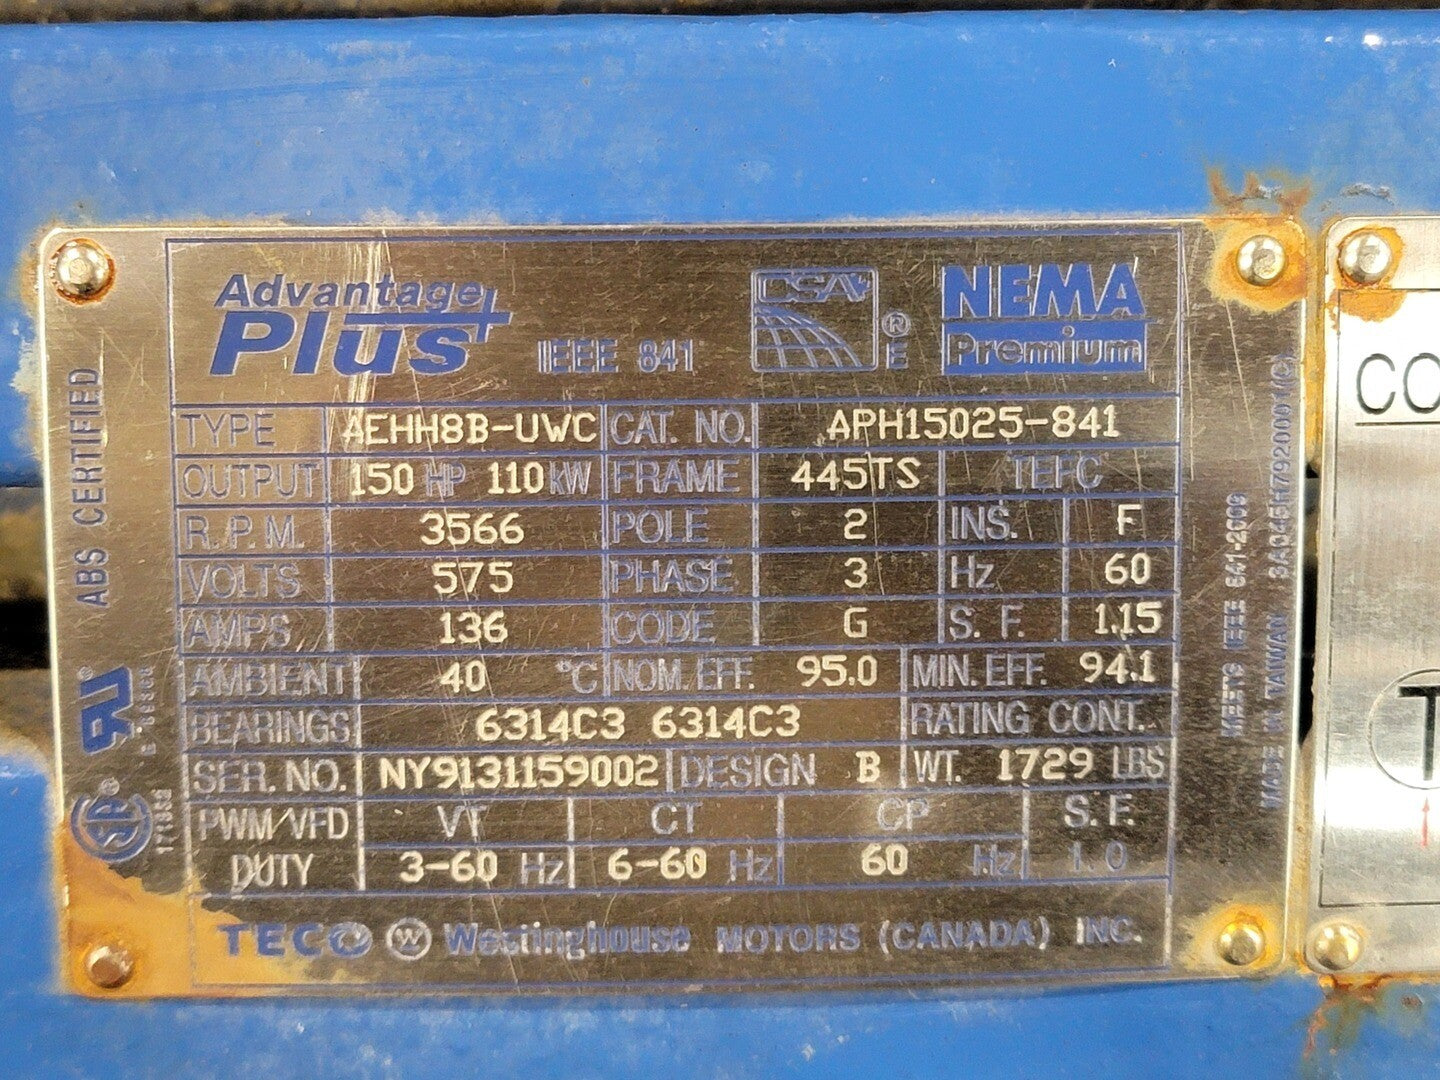 Advantage
Plus+ IEEE 841
CSA ® E
NEMA
Premium
TYPE AEHH8B-UWC CAT. NO. APH15025-841
OUTPUT 150 HP 110 kW FRAME 445TS TEFC
R.P.M. 3566 POLE 2 INS. F
VOLTS 575 PHASE 3 Hz 60
AMPS 136 CODE G S.F. 1.15
AMBIENT 40 °C NOM. EFF. 95.0 MIN. EFF. 94.1
BEARINGS 6314C3 6314C3 RATING CONT.
SER. NO. NY9131159002 DESIGN B WT. 1729 LBS
PWM/VFD VT CT CP S.F.
DUTY 3-60 Hz 6-60 Hz 60 Hz 1.0
TECO W Westinghouse MOTORS (CANADA) INC.
ABS CERTIFIED
MEETS IEEE 841-2009
MADE IN TAIWAN
CO
T